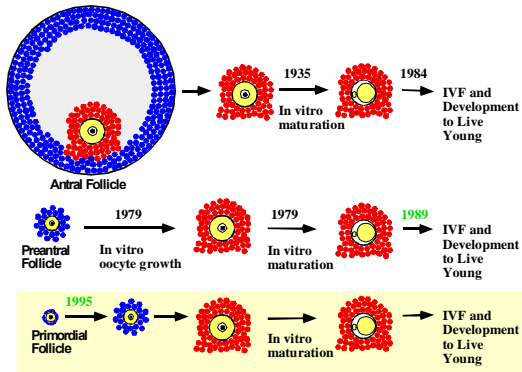 1935
1984
In vitro
maturation
IVF and
Development
to Live
Young
Antral Follicle
1979
1979
1989
Preantral
Follicle
In vitro
oocyte growth
In vitro
maturation
IVF and
Development
to Live
Young
1995
Primordial
Follicle
In vitro
maturation
IVF and
Development
to Live
Young